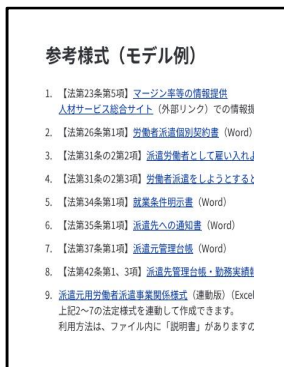 参考様式（モデル例）
1. 【法第23条第5項】マージン率等の情報提供
人材サービス総合サイト（外部リンク）での情報提
2. 【法第26条第1項】労働者派遣個別契約書（Word）
3. 【法第31条の2第2項】派遣労働者として雇い入れよ
4. 【法第31条の2第3項】労働者派遣をしようとすると
5. 【法第34条第1項】就業条件明示書（Word）
6. 【法第35条第1項】派遣先への通知書（Word）
7. 【法第37条第1項】派遣元管理台帳（Word）
8. 【法第42条第1、3項】派遣先管理台帳・勤務実績
9. 派遣元用労働者派遣事業関係様式（連動版）（Excel
上記2～7の法定様式を連動して作成できます。
利用方法は、ファイル内に「説明書」がありますの